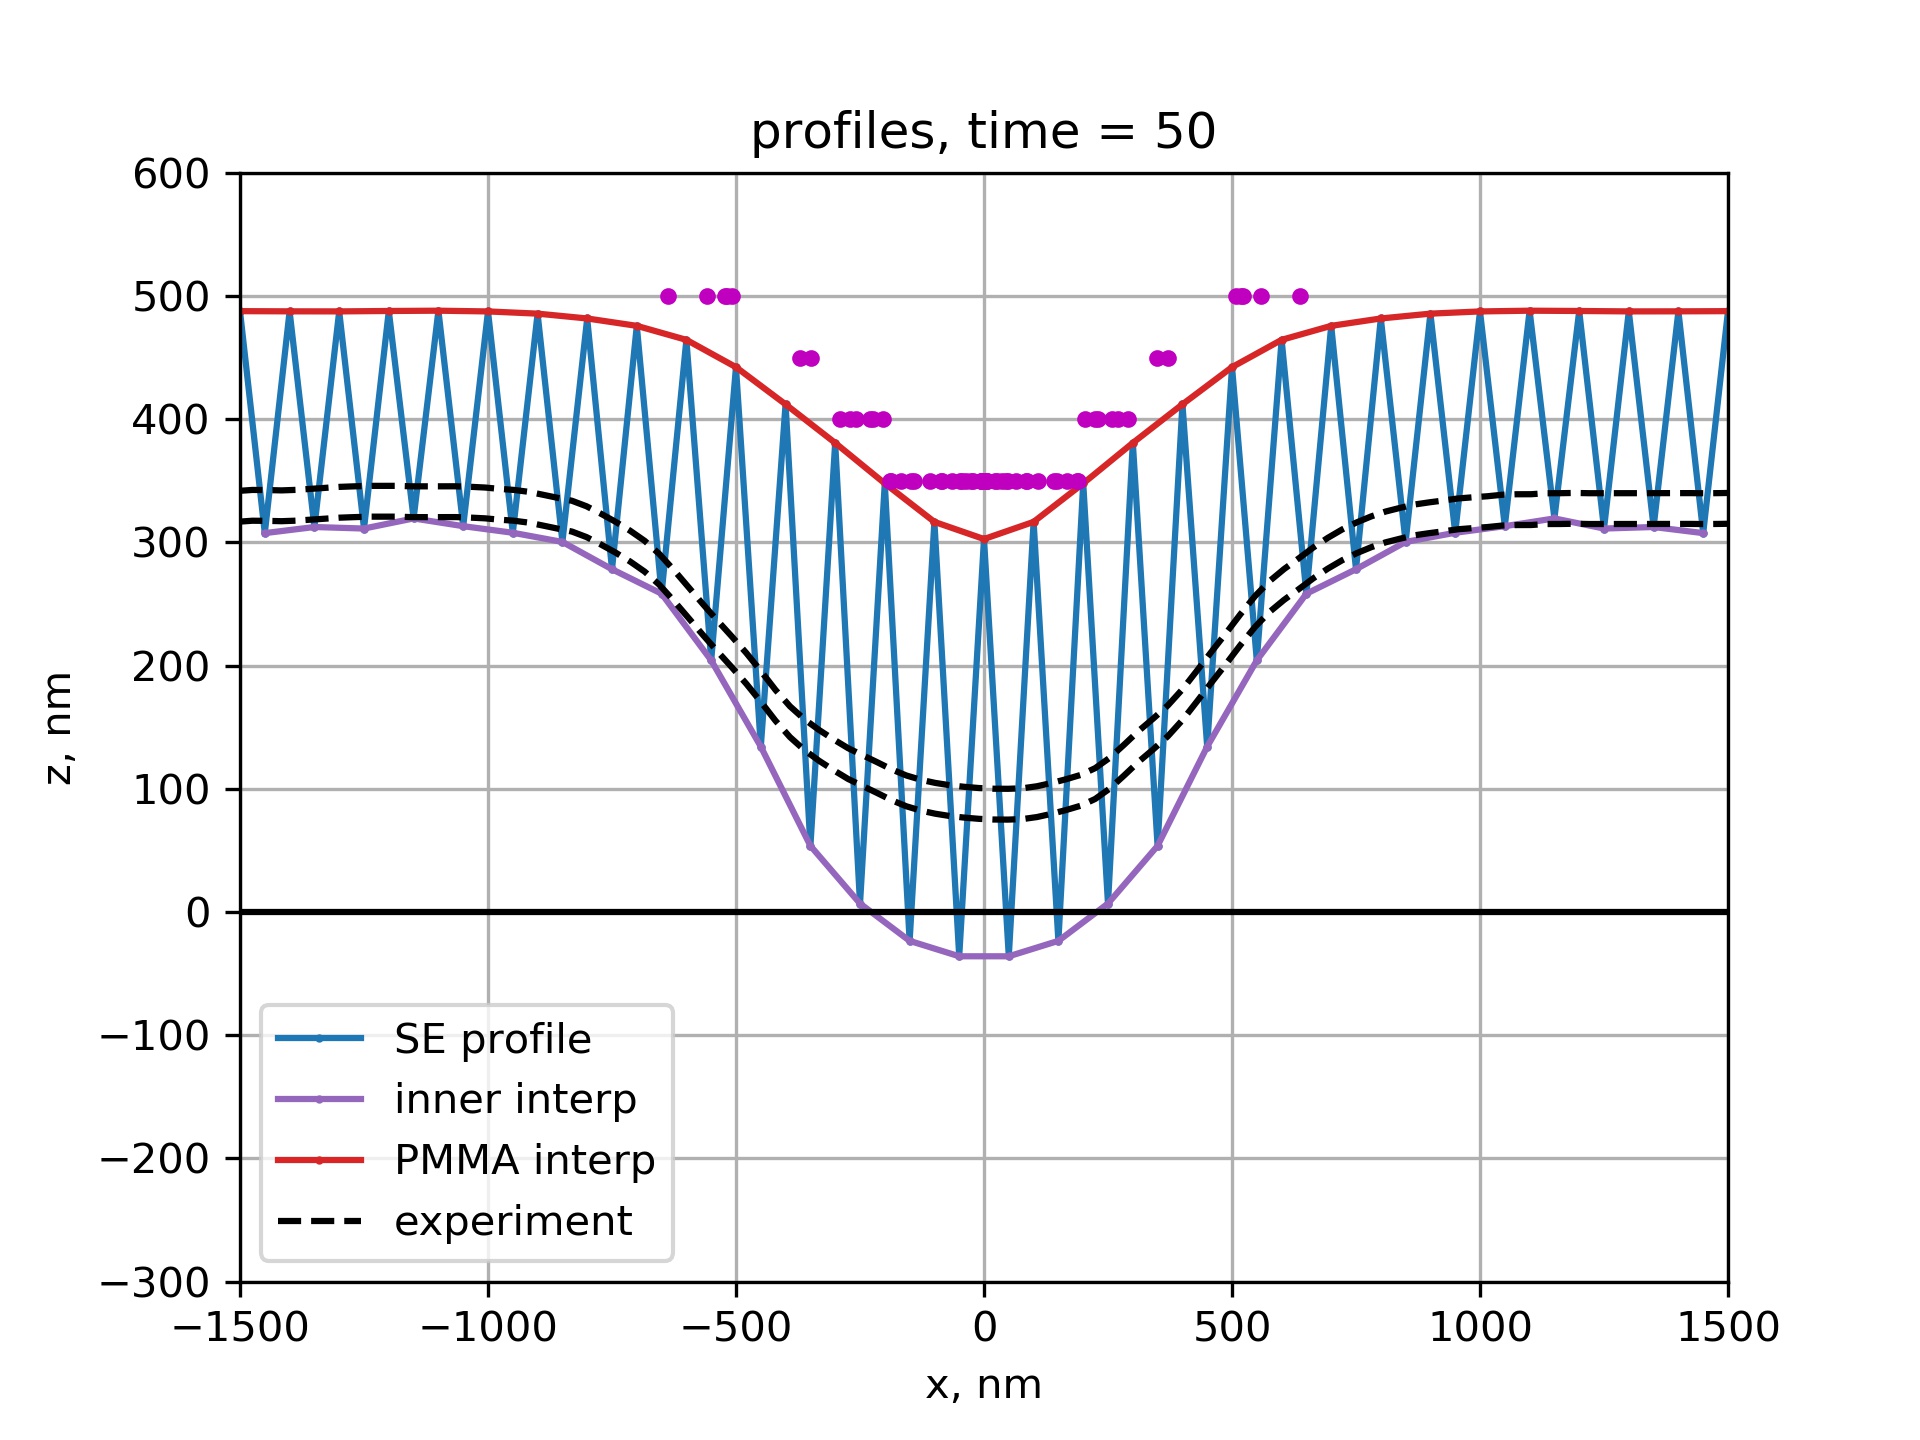 profiles, time = 50
600
500
400
300
200
100
0
−100
−200
−300
z, nm
SE profile
inner interp
PMMA interp
experiment
−1500 −1000 −500 0 500 1000 1500
x, nm